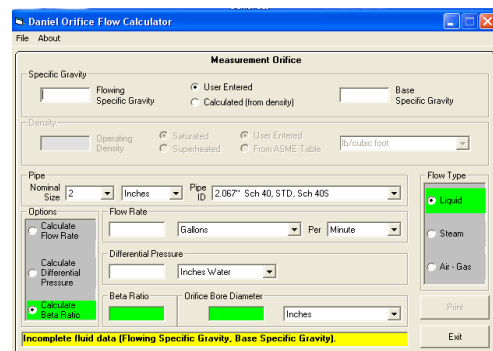 Daniel Orifice Flow Calculator
File About
Measurement Orifice
Specific Gravity
Flowing
Specific Gravity
User Entered
Calculated (from density)
Base
Specific Gravity
Density
Operating
Density
Saturated
Superheated
User Entered
From ASME Table
lb/cubic foot
Pipe
Nominal
Size
2
Inches
Pipe
ID
2.067" Sch 40, STD, Sch 40S
Flow Type
Liquid
Steam
Air - Gas
Options
Calculate
Flow Rate
Calculate
Differential
Pressure
Calculate
Beta Ratio
Flow Rate
Gallons
Per
Minute
Differential Pressure
Inches Water
Beta Ratio
Orifice Bore Diameter
Inches
Print
Exit
Incomplete fluid data (Flowing Specific Gravity, Base Specific Gravity).